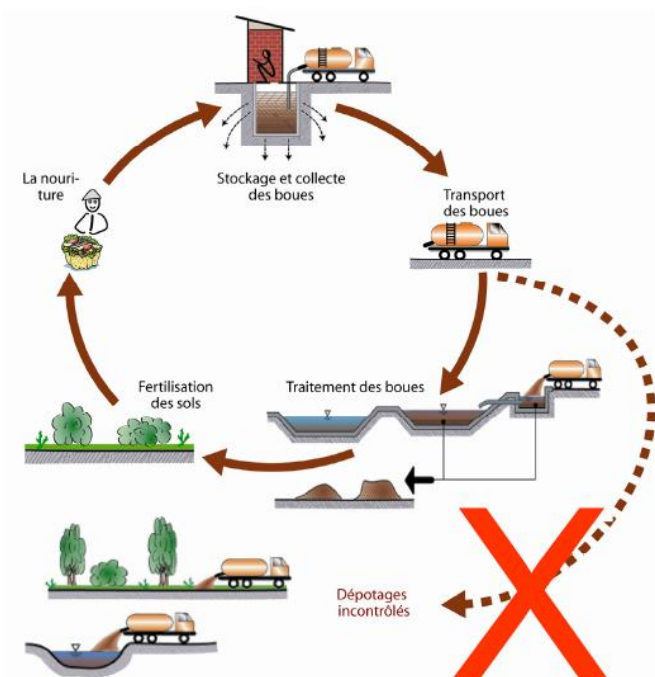 Stockage et collecte
des boues
Transport
des boues
La nouri-
ture
Fertilisation
des sols
Traitement des boues
Dépotages
incontrôlés